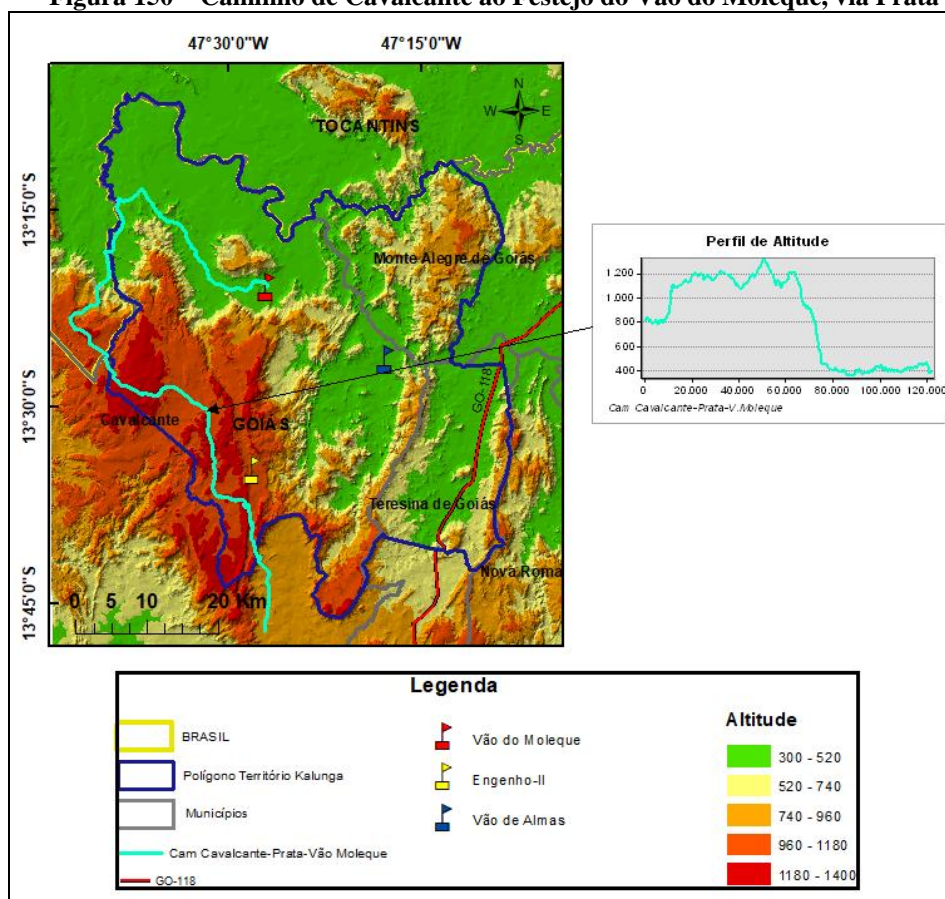 Figura 150 – Caminho de Cavalcante ao Festejo do Vão do Moleque, via Prata
47°30'0"W 47°15'0"W
N
W E
S
TOCANTINS
13°15'0"S
Monte Alegre de Goiás
13°30'0"S
Cavalcante
GOIÁS
GO-118
Teresina de Goiás
Nova Roma
13°45'0"S
0 5 10 20 Km
Perfil de Altitude
1.200
1.000
800
600
400
0 20.000 40.000 60.000 80.000 100.000 120.000
Cam Cavalcante-Prata-V.Moleque
Legenda
BRASIL
Polígono Território Kalunga
Municípios
Cam Cavalcante-Prata-Vão Moleque
GO-118
Vão do Moleque
Engenho-II
Vão de Almas
Altitude
300 - 520
520 - 740
740 - 960
960 - 1180
1180 - 1400